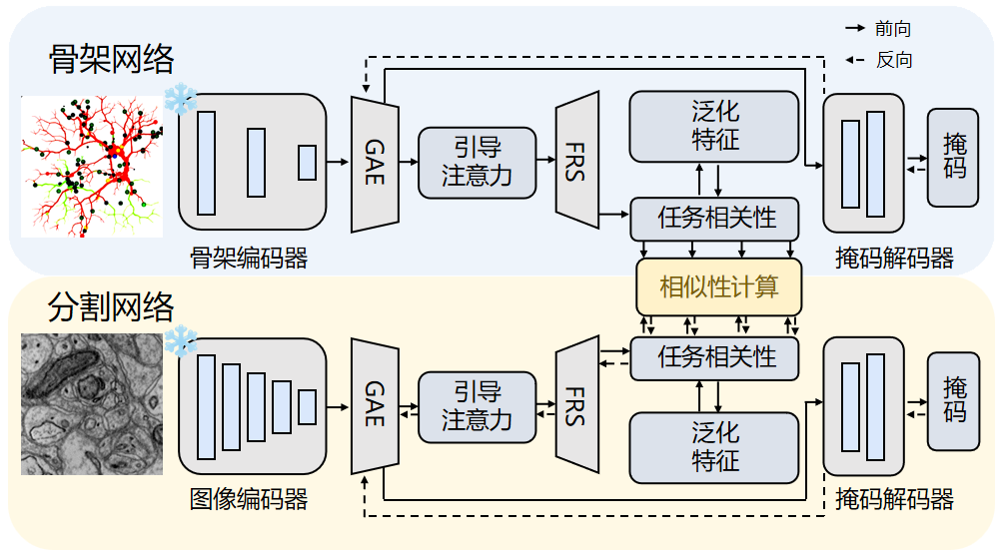 前向
反向
骨架网络
GAE
引导
注意力
FRS
泛化
特征
任务相关性
掩码
骨架编码器
掩码解码器
相似性计算
分割网络
GAE
引导
注意力
FRS
任务相关性
泛化
特征
掩码
图像编码器
掩码解码器